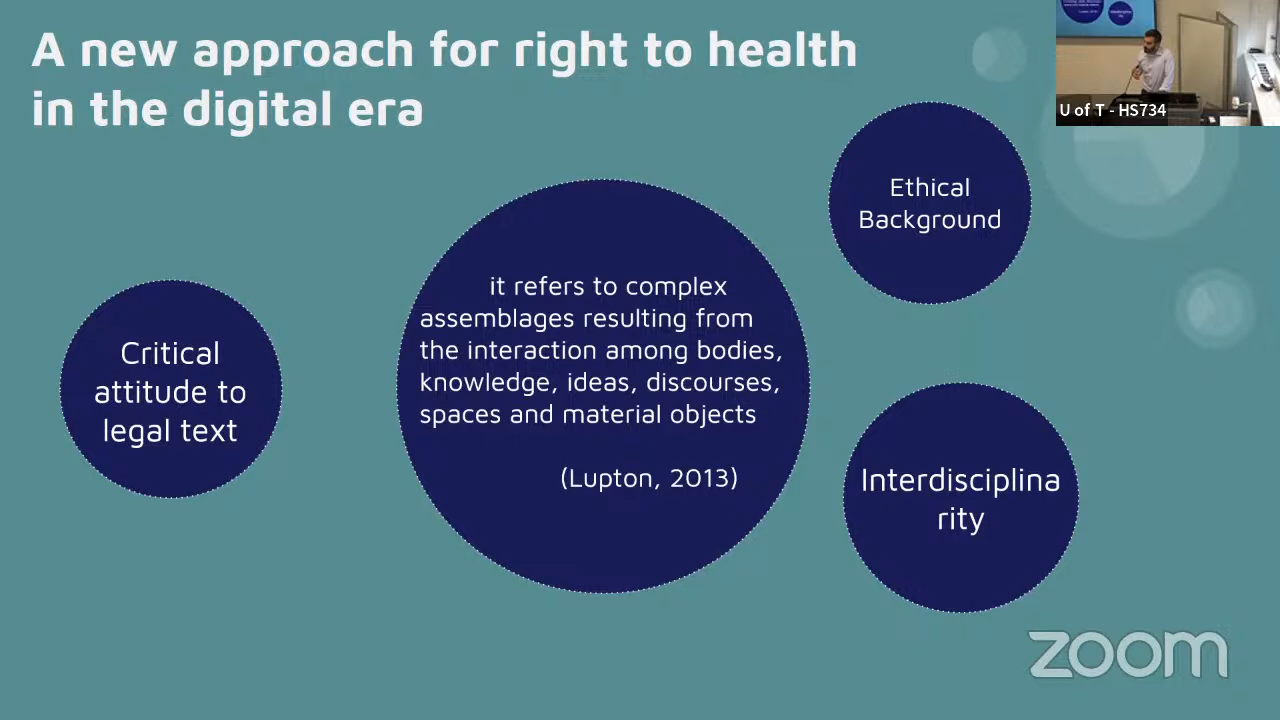 A new approach for right to health
in the digital era
U of T - HS734
Ethical
Background
it refers to complex
assemblages resulting from
the interaction among bodies,
knowledge, ideas, discourses,
spaces and material objects
(Lupton, 2013)
Critical
attitude to
legal text
Interdisciplina
rity
zoom